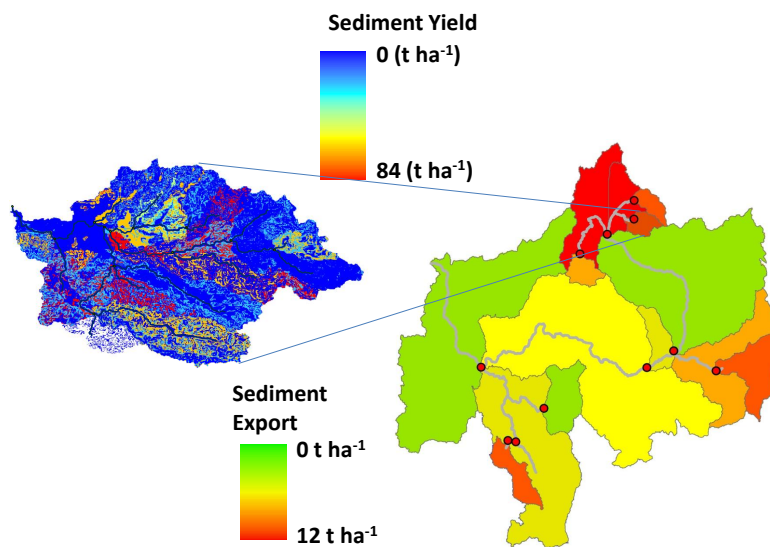 Sediment Yield
0 (t ha⁻¹)
84 (t ha⁻¹)
Sediment
Export
0 t ha⁻¹
12 t ha⁻¹